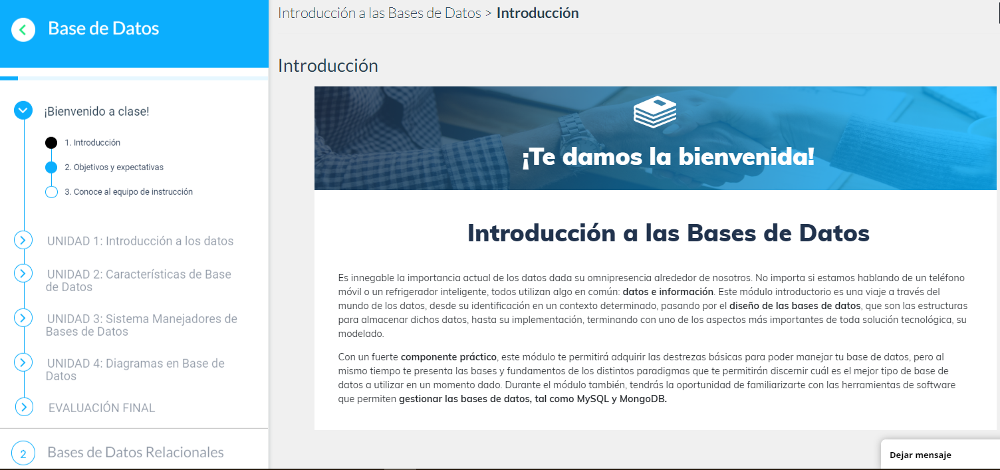 Base de Datos
¡Bienvenido a clase!
1. Introducción
2. Objetivos y expectativas
3. Conoce al equipo de instrucción
UNIDAD 1: Introducción a los datos
UNIDAD 2: Características de Base
de Datos
UNIDAD 3: Sistema Manejadores de
Bases de Datos
UNIDAD 4: Diagramas en Base de
Datos
EVALUACIÓN FINAL
2 Bases de Datos Relacionales
Introducción a las Bases de Datos > Introducción
Introducción
¡Te damos la bienvenida!
Introducción a las Bases de Datos
Es innegable la importancia actual de los datos dada su omnipresencia alrededor de nosotros. No importa si estamos hablando de un teléfono
móvil o un refrigerador inteligente, todos utilizan algo en común: datos e información. Este módulo introductorio es una viaje a través del
mundo de los datos, desde su identificación en un contexto determinado, pasando por el diseño de las bases de datos, que son las estructuras
para almacenar dichos datos, hasta su implementación, terminando con uno de los aspectos más importantes de toda solución tecnológica, su
modelado.
Con un fuerte componente práctico, este módulo te permitirá adquirir las destrezas básicas para poder manejar tu base de datos, pero al
mismo tiempo te presenta las bases y fundamentos de los distintos paradigmas que te permitirán discernir cuál es el mejor tipo de base de
datos a utilizar en un momento dado. Durante el módulo también, tendrás la oportunidad de familiarizarte con las herramientas de software
que permiten gestionar las bases de datos, tal como MySQL y MongoDB.
Dejar mensaje